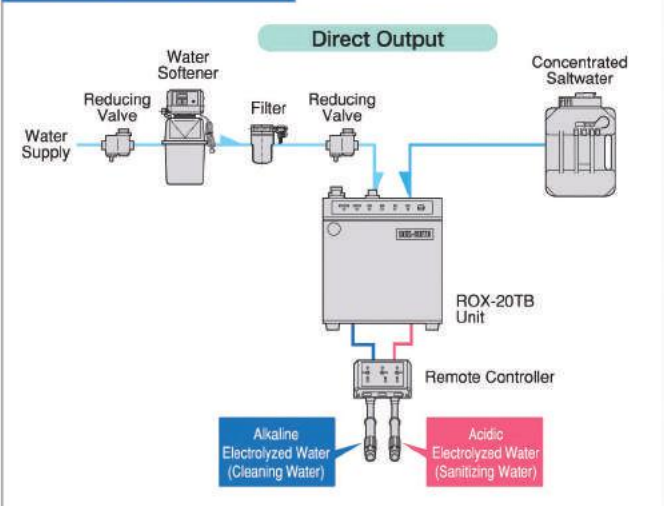 Direct Output
Water
Softener
Concentrated
Saltwater
Reducing
Valve
Filter
Reducing
Valve
Water
Supply
ROX-20TB
Unit
Remote Controller
Alkaline
Electrolyzed Water
(Cleaning Water)
Acidic
Electrolyzed Water
(Sanitizing Water)